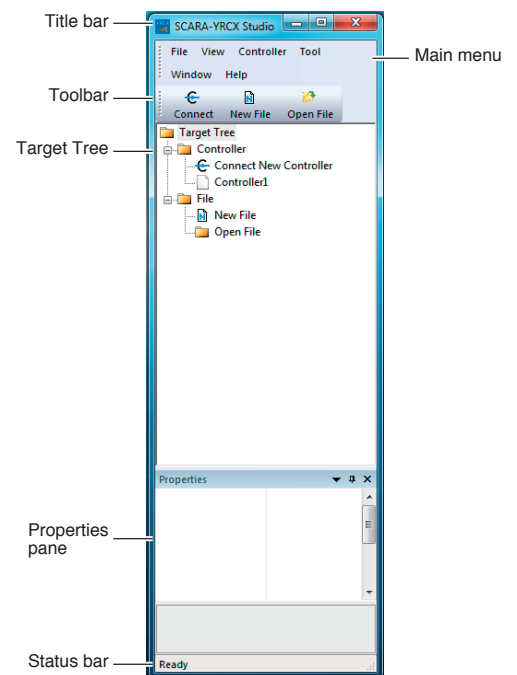 Title bar
SCARA-YRCX Studio
File View Controller Tool
Main menu
Window Help
Toolbar
Connect New File Open File
Target Tree
Target Tree
Controller
Connect New Controller
Controller1
File
New File
Open File
Properties
Properties
pane
Status bar
Ready